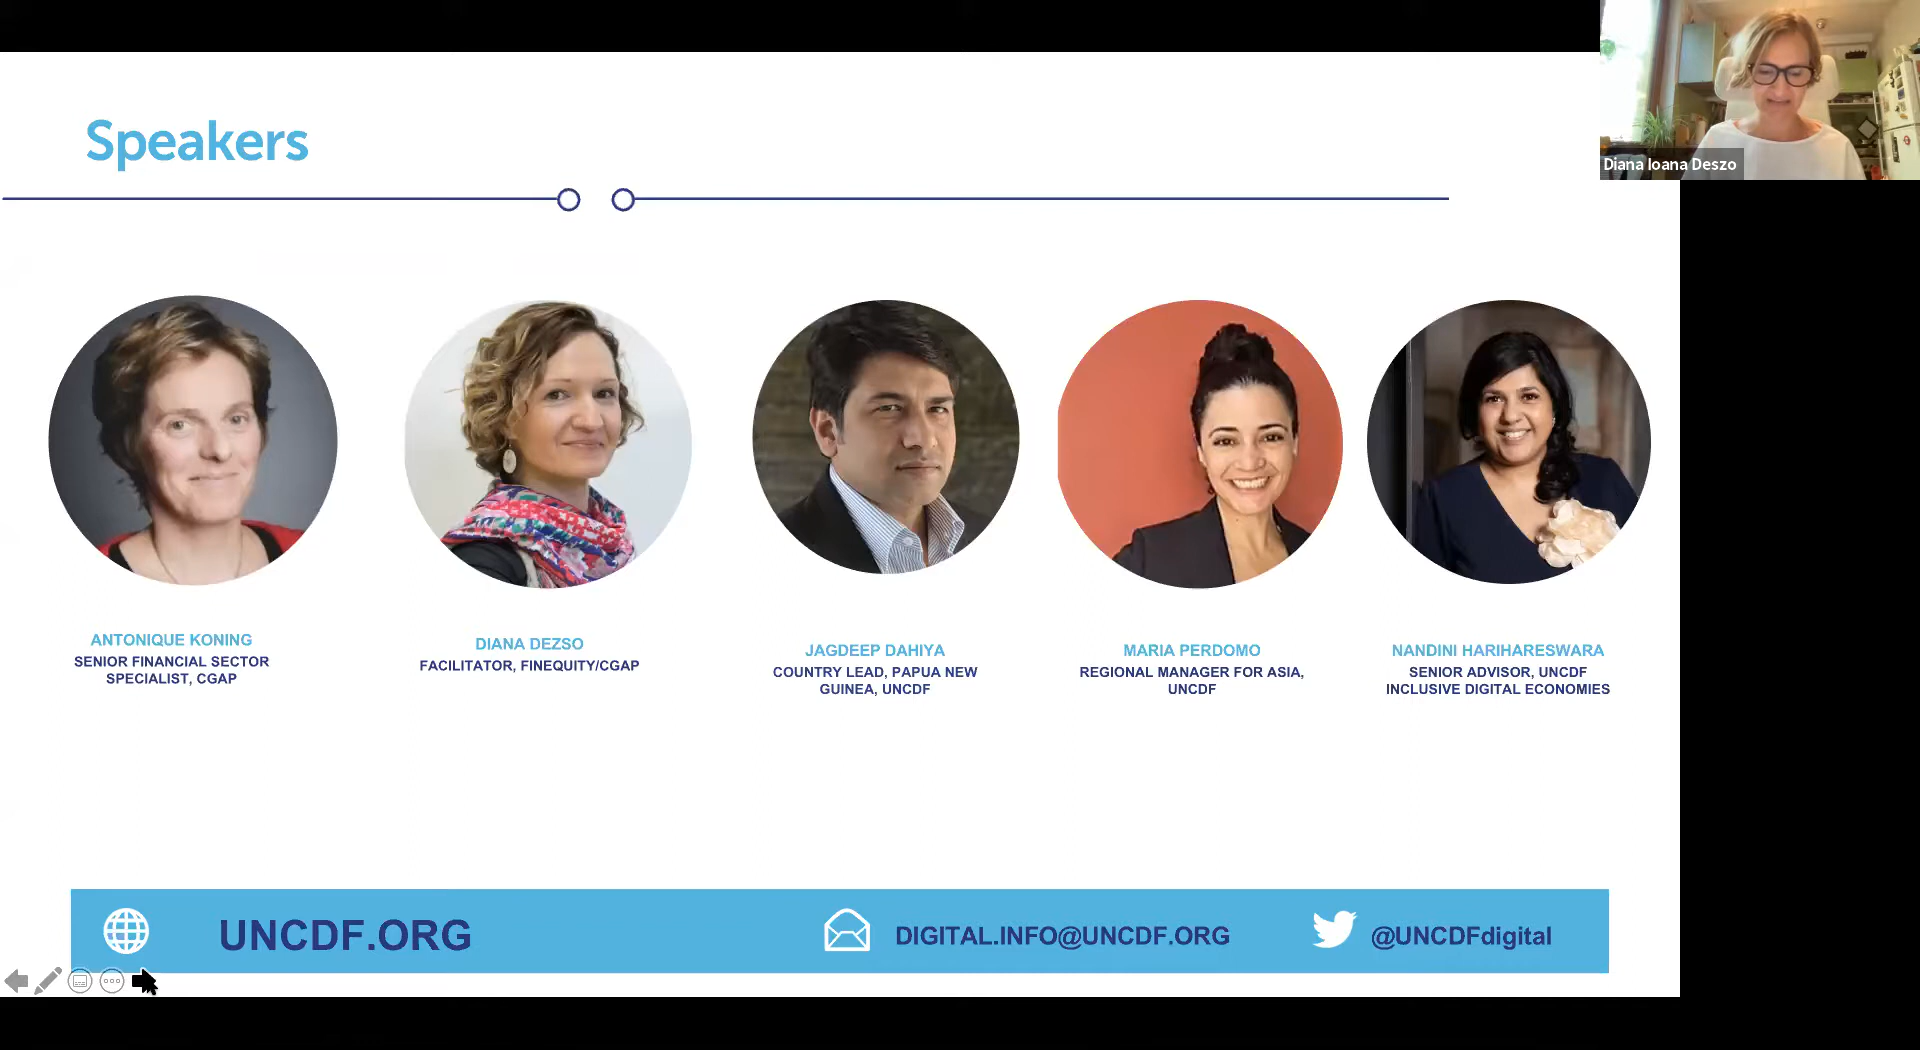 Diana Ioana Deszo
Speakers
ANTONIQUE KONING
SENIOR FINANCIAL SECTOR
SPECIALIST, CGAP
DIANA DEZSO
FACILITATOR, FINEQUITY/CGAP
JAGDEEP DAHIYA
COUNTRY LEAD, PAPUA NEW
GUINEA, UNCDF
MARIA PERDOMO
REGIONAL MANAGER FOR ASIA,
UNCDF
NANDINI HARIHARESWARA
SENIOR ADVISOR, UNCDF
INCLUSIVE DIGITAL ECONOMIES
UNCDF.ORG
DIGITAL.INFO@UNCDF.ORG
@UNCDFdigital